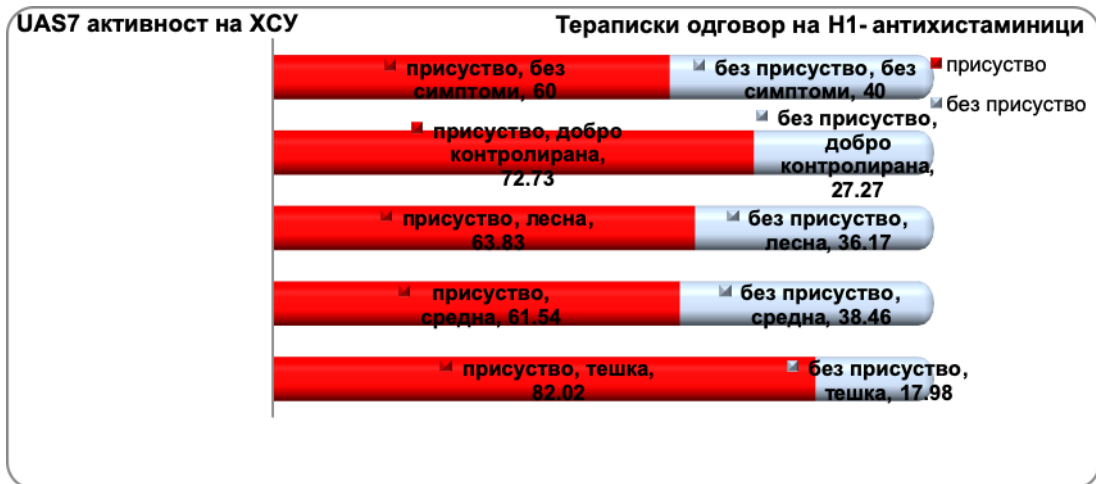 UAS7 активност на ХСУ
Тераписки одговор на H1- антихистаминици
присуство, без
симптоми, 60
без присуство, без
симптоми, 40
присуство
без присуство
присуство, добро
контролирана,
72.73
без присуство,
добро
контролирана,
27.27
присуство, лесна,
63.83
без присуство,
лесна, 36.17
присуство,
средна, 61.54
без присуство,
средна, 38.46
присуство, тешка,
82.02
без присуство,
тешка, 17.98